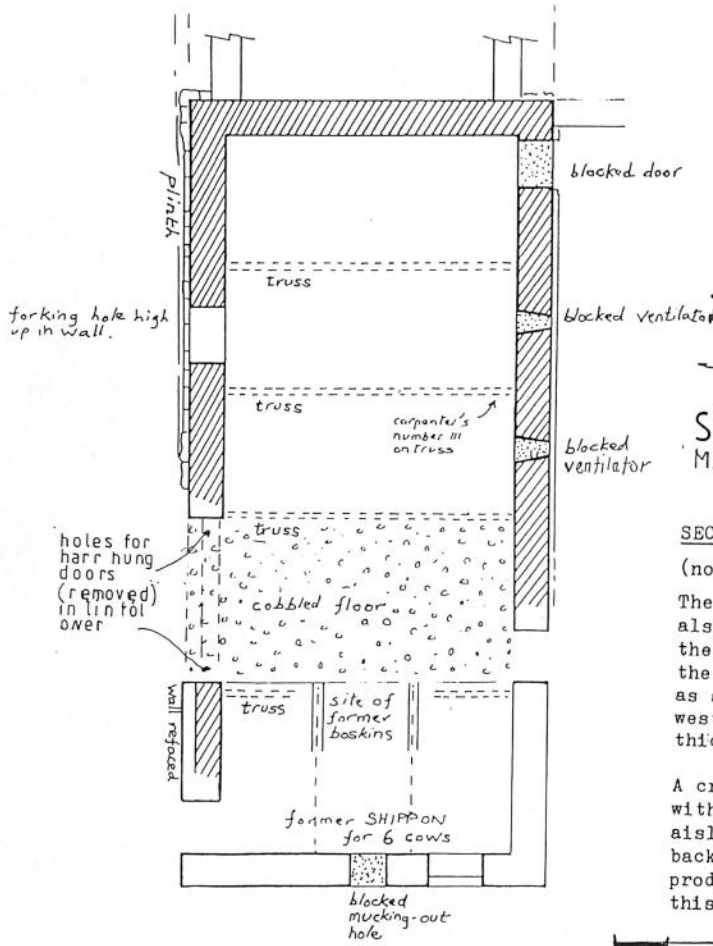 plinth
blocked door
truss
forking hole high
up in wall.
blocked ventilator
truss
carpenter's
number III
on truss
blocked
ventilator
S
M
holes for
harr hung
doors
(removed)
in lintol
over
truss
cobbled floor
SEC
(no
The
als
the
the
as
wes
thi
wall refaced
truss
site of
former
boskins
former SHIPPON
for 6 cows
A cr
with
aisl
back
prod
this
blocked
mucking-out
hole